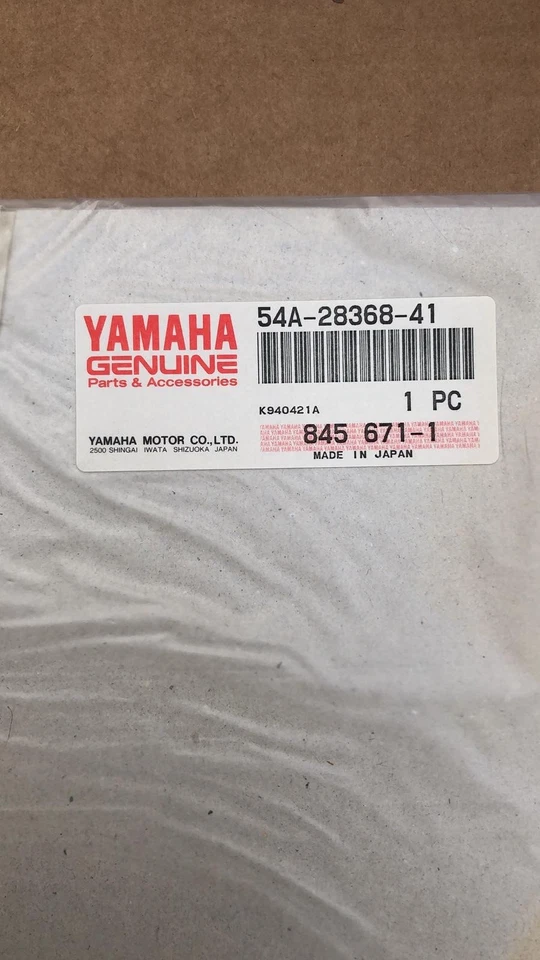 YAMAHA
GENUINE
Parts & Accessories
YAMAHA MOTOR CO.,LTD.
2500 SHINGAI IWATA SHIZUOKA JAPAN
54A-28368-41
K940421A
1 PC
845 671-1
MADE IN JAPAN